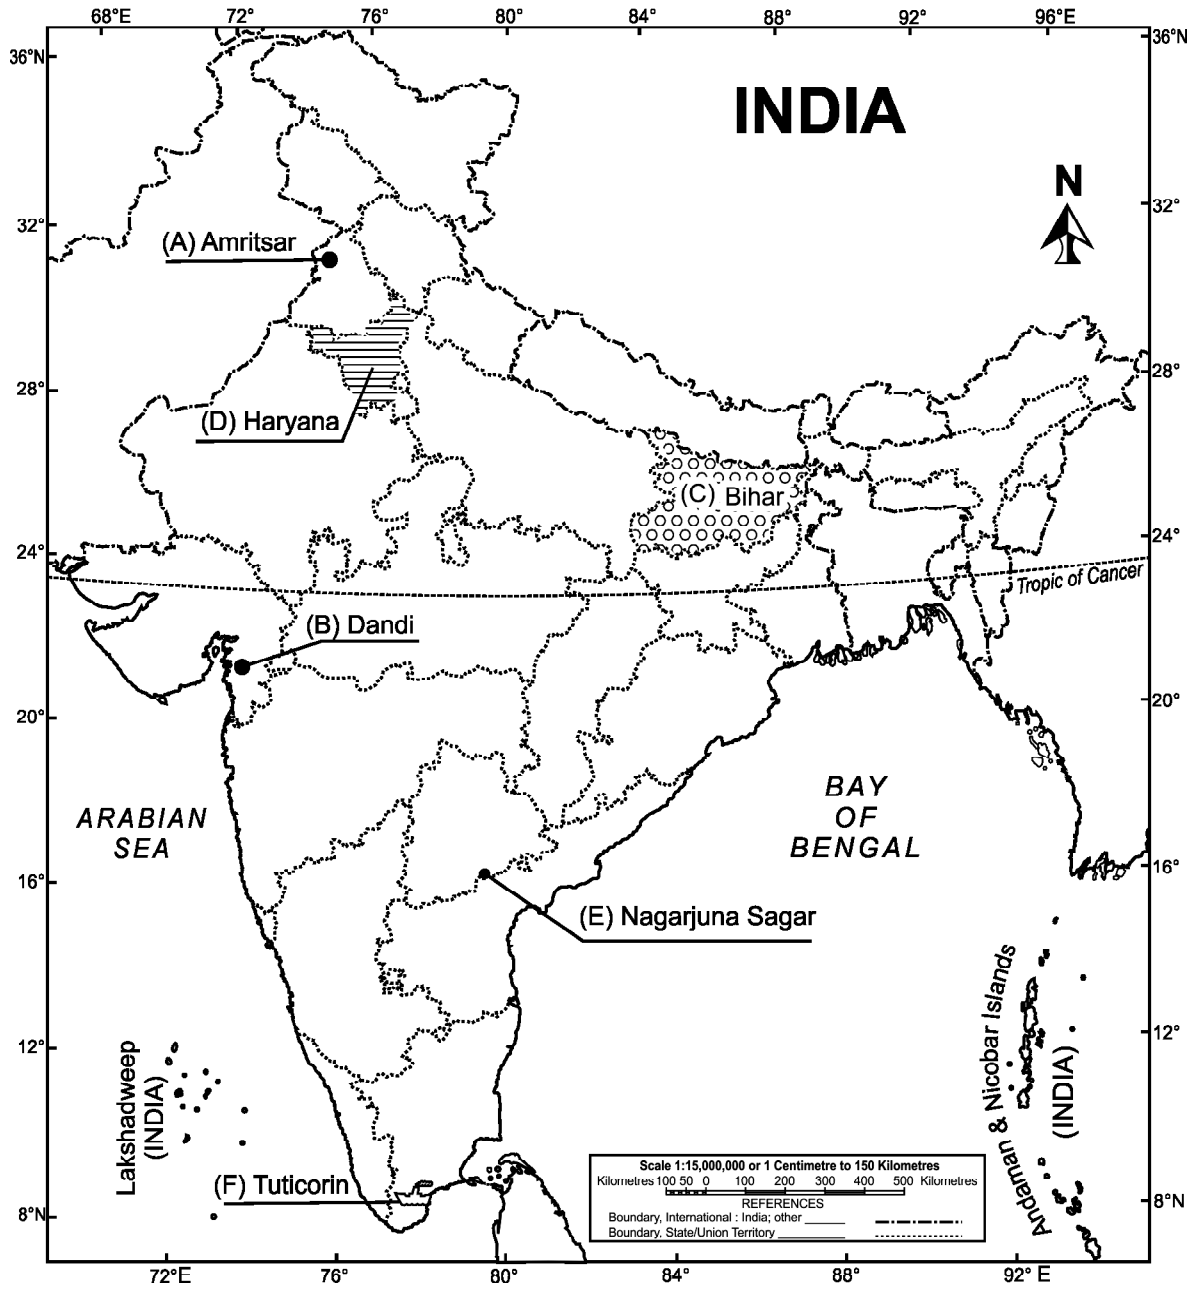 68°E 72° 76° 80° 84° 88° 92° 96°E
36°N 36°N
INDIA
N
32° 32°
(A) Amritsar
28° 28°
(D) Haryana
(C) Bihar
24° 24°
Tropic of Cancer
(B) Dandi
20° 20°
ARABIAN
SEA
BAY
OF
BENGAL
16° 16°
(E) Nagarjuna Sagar
12° 12°
Lakshadweep
(INDIA)
Andaman & Nicobar Islands
(INDIA)
(F) Tuticorin
8°N 8°N
Scale 1:15,000,000 or 1 Centimetre to 150 Kilometres
Kilometres 100 50 0 100 200 300 400 500 Kilometres
REFERENCES
Boundary, International : India; other
Boundary, State/Union Territory
72°E 76° 80° 84° 88° 92° E